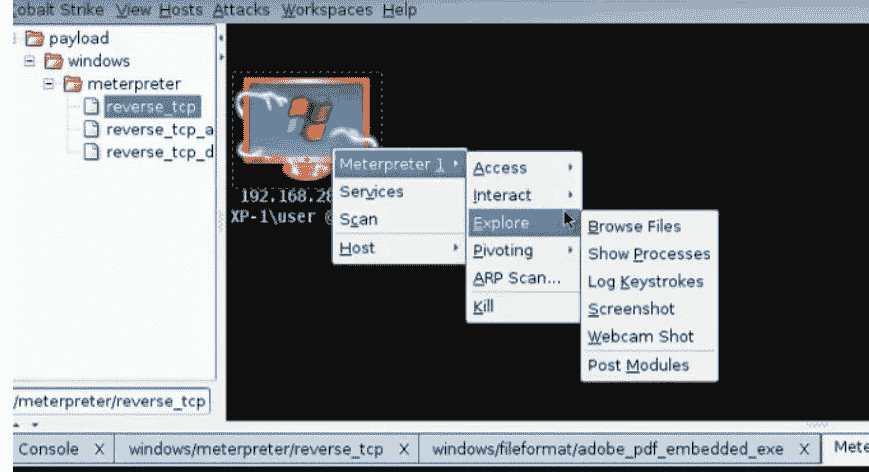 Cobalt Strike View Hosts Attacks Workspaces Help
payload
windows
meterpreter
reverse_tcp
reverse_tcp_a
reverse_tcp_d
192.168.28
XP-1\user @
Meterpreter 1
Services
Scan
Host
Access
Interact
Explore
Pivoting
ARP Scan...
Kill
Browse Files
Show Processes
Log Keystrokes
Screenshot
Webcam Shot
Post Modules
/meterpreter/reverse_tcp
Console X windows/meterpreter/reverse_tcp X windows/fileformat/adobe_pdf_embedded_exe X Mete